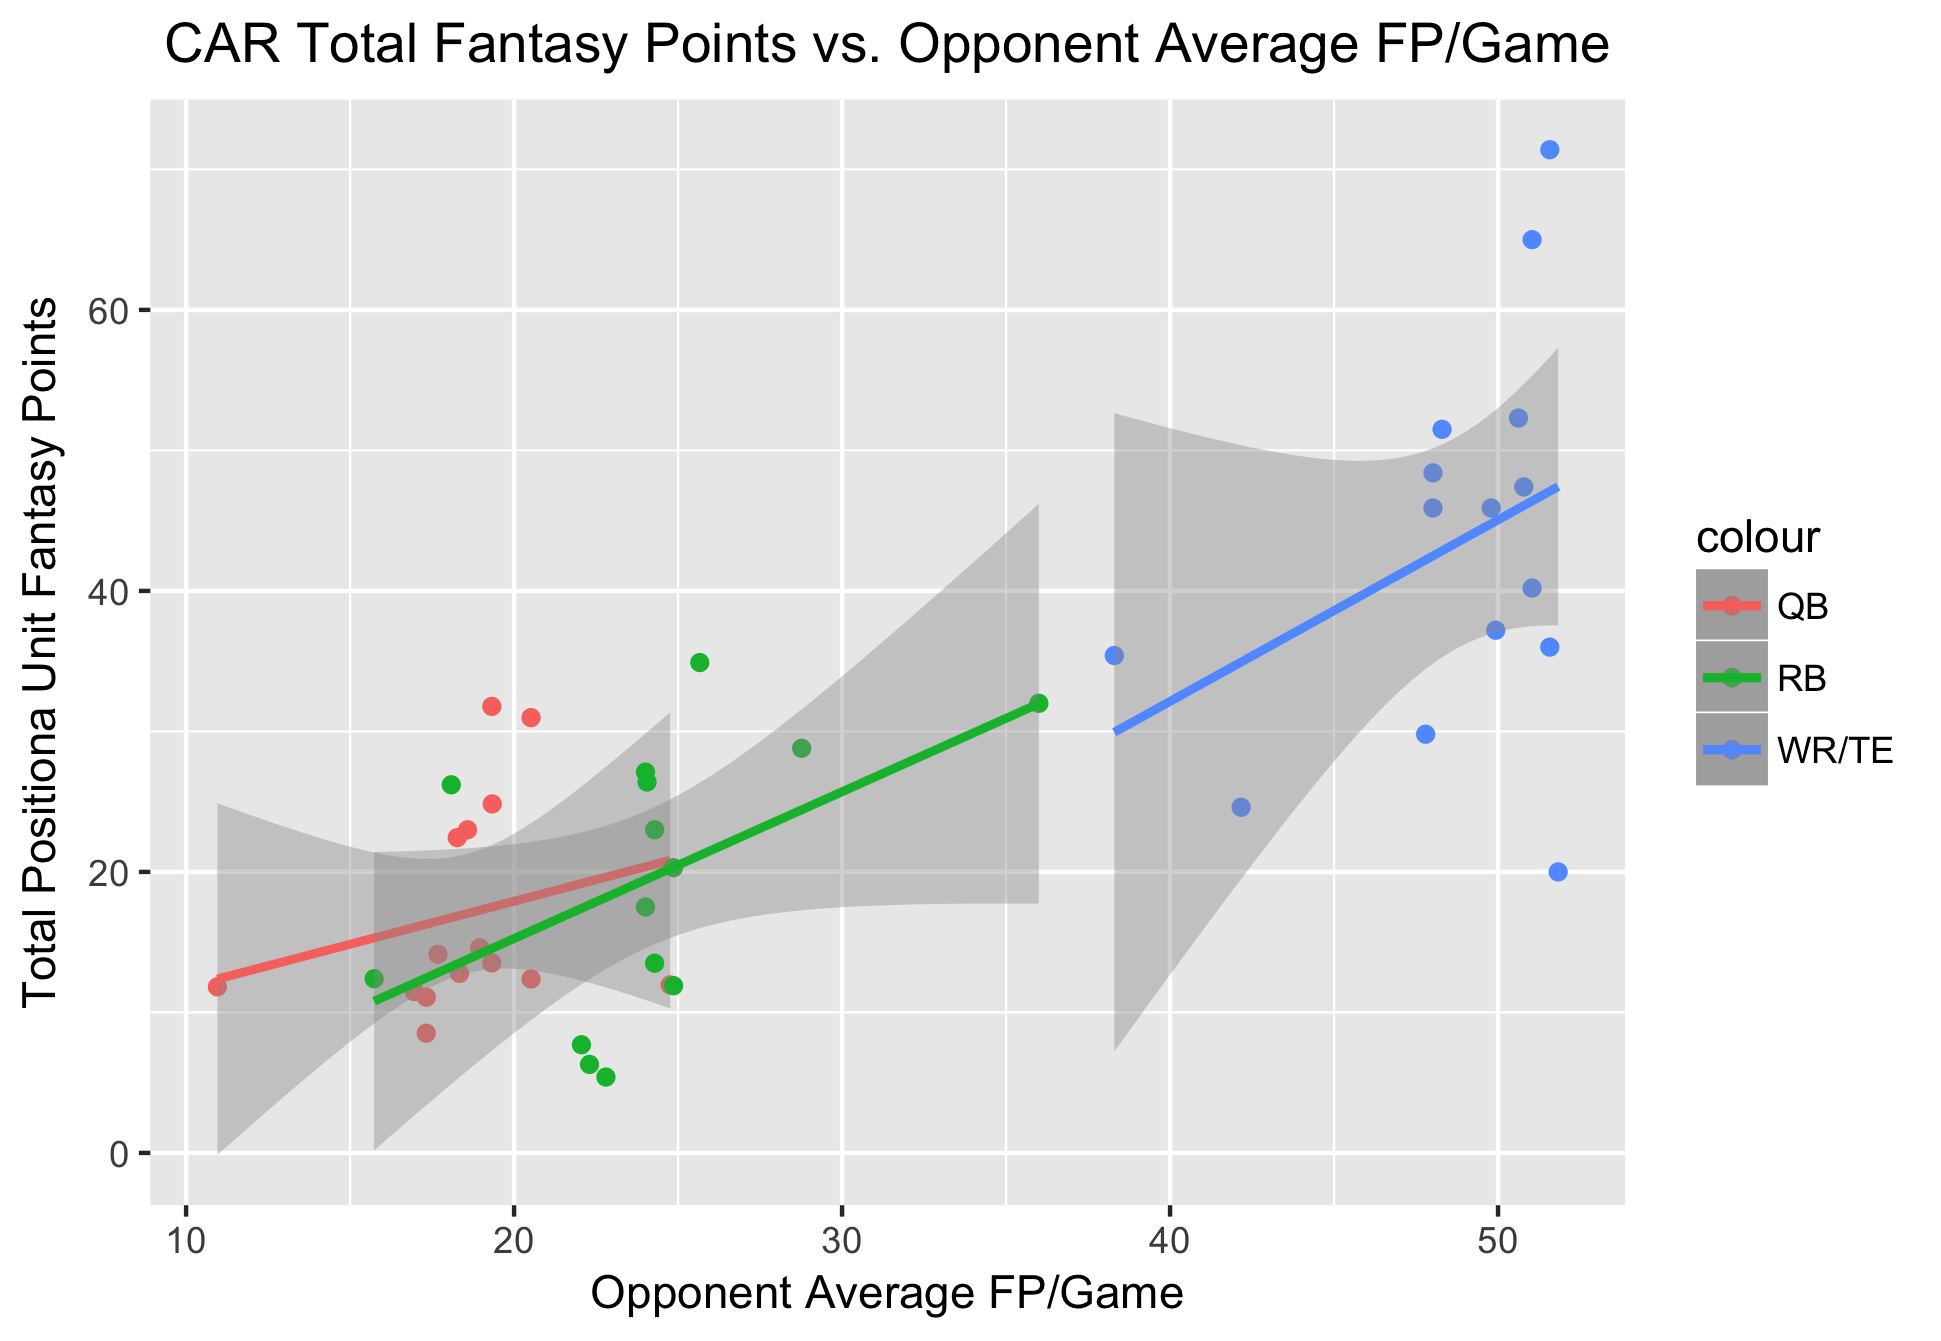 CAR Total Fantasy Points vs. Opponent Average FP/Game
Total Positiona Unit Fantasy Points
60
40
20
0
10 20 30 40 50
Opponent Average FP/Game
colour
QB
RB
WR/TE